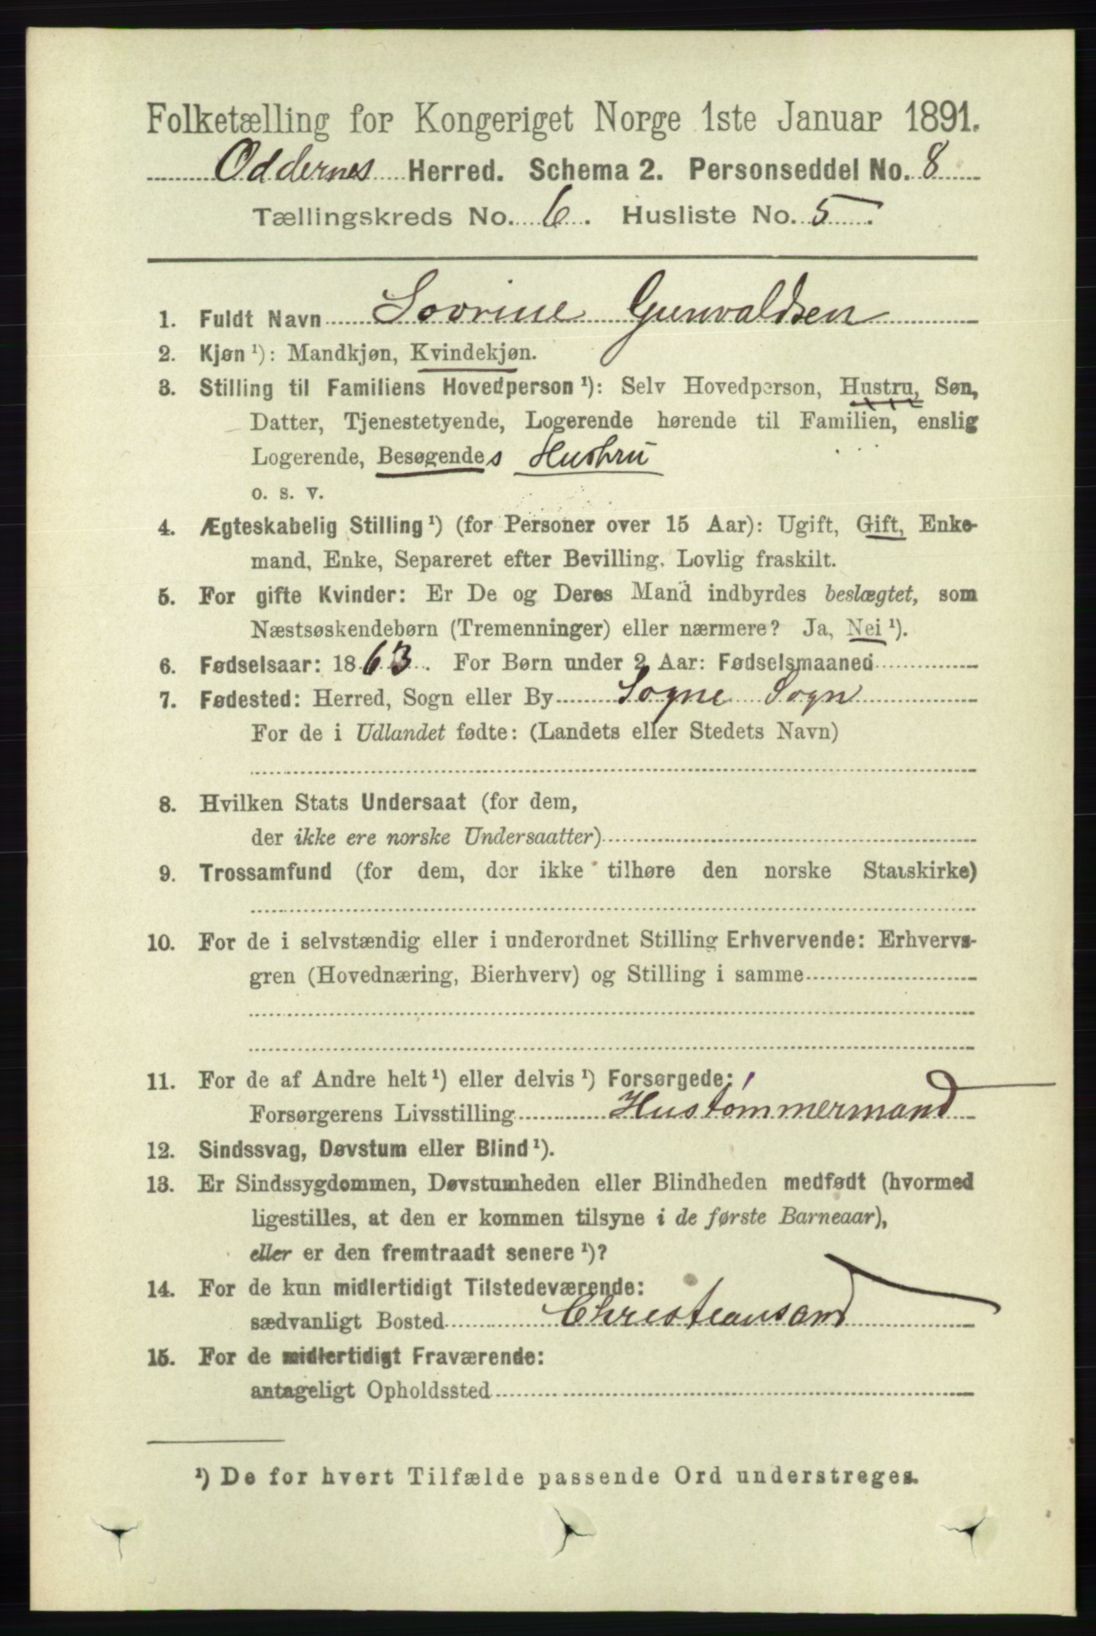 Folketælling for Kongeriget Norge 1ste Januar 1891.
Oddernes Herred. Schema 2. Personseddel No. 8
Tællingskreds No. 6. Husliste No. 5.
1. Fuldt Navn Sovrine Gunvaldsen
2. Kjøn ¹): Mandkjøn, Kvindekjøn.
3. Stilling til Familiens Hovedperson ¹): Selv Hovedperson, Hustru, Søn,
Datter, Tjenestetyende, Logerende hørende til Familien, enslig
Logerende, Besøgendes Hustru
o. s. v.
4. Ægteskabelig Stilling ¹) (for Personer over 15 Aar): Ugift, Gift, Enke-
mand, Enke, Separeret efter Bevilling, Lovlig fraskilt.
5. For gifte Kvinder: Er De og Deres Mand indbyrdes beslægtet, som
Næstsøskendebørn (Tremenninger) eller nærmere? Ja, Nei ¹).
6. Fødselsaar: 1863. For Børn under 2 Aar: Fødselsmaaned
7. Fødested: Herred, Sogn eller By Sogne Sogn
For de i Udlandet fødte: (Landets eller Stedets Navn)
8. Hvilken Stats Undersaat (for dem,
der ikke ere norske Undersaatter)
9. Trossamfund (for dem, der ikke tilhøre den norske Statskirke)
10. For de i selvstændig eller i underordnet Stilling Erhvervende: Erhvervs-
gren (Hovednæring, Bierhverv) og Stilling i samme
11. For de af Andre helt ¹) eller delvis ¹) Forsørgede:
Forsørgerens Livsstilling Hustømmermand
12. Sindssvag, Døvstum eller Blind ¹).
13. Er Sindssygdommen, Døvstumheden eller Blindheden medfødt (hvormed
ligestilles, at den er kommen tilsyne i de første Barneaar),
eller er den fremtraadt senere ¹)?
14. For de kun midlertidigt Tilstedeværende:
sædvanligt Bosted Christiansand
15. For de midlertidigt Fraværende:
antageligt Opholdssted
¹) De for hvert Tilfælde passende Ord understreges.